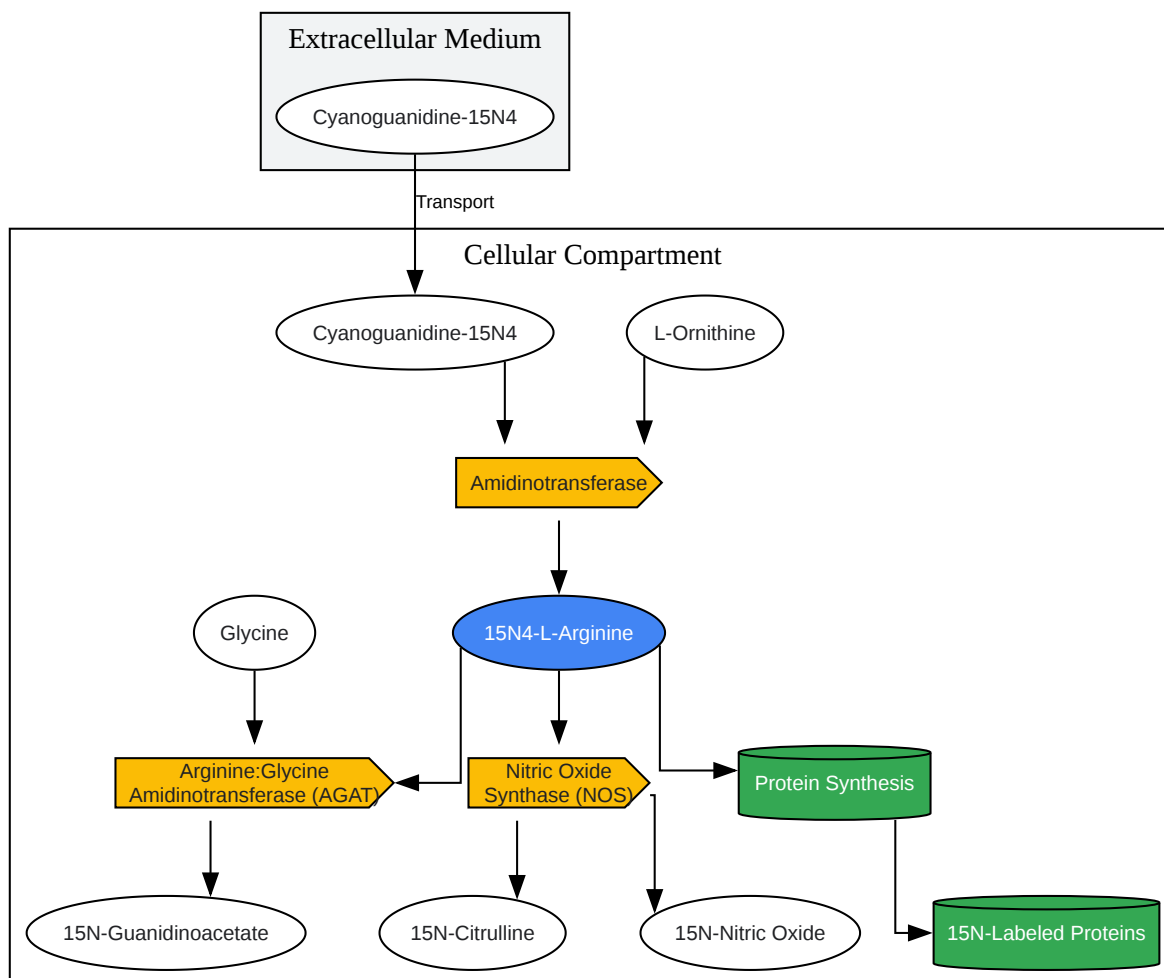 Extracellular Medium
Cyanoguanidine-15N4
Transport
Cellular Compartment
Cyanoguanidine-15N4
L-Ornithine
Amidinotransferase
Glycine
15N4-L-Arginine
Arginine:Glycine
Amidinotransferase (AGAT)
Nitric Oxide
Synthase (NOS)
Protein Synthesis
15N-Guanidinoacetate
15N-Citrulline
15N-Nitric Oxide
15N-Labeled Proteins